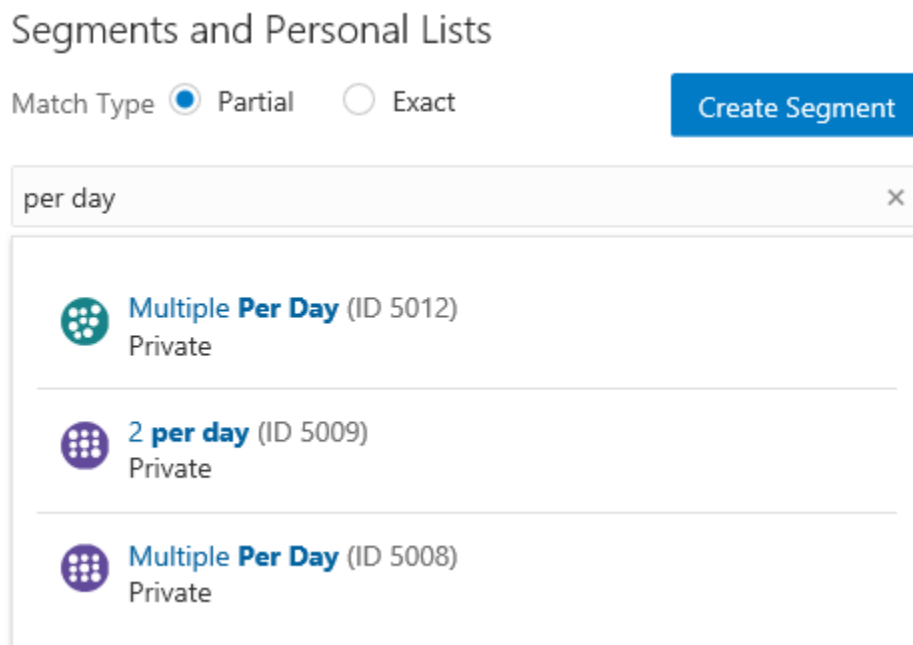 Segments and Personal Lists
Match Type Partial Exact
Create Segment
per day
Multiple Per Day (ID 5012)
Private
2 per day (ID 5009)
Private
Multiple Per Day (ID 5008)
Private